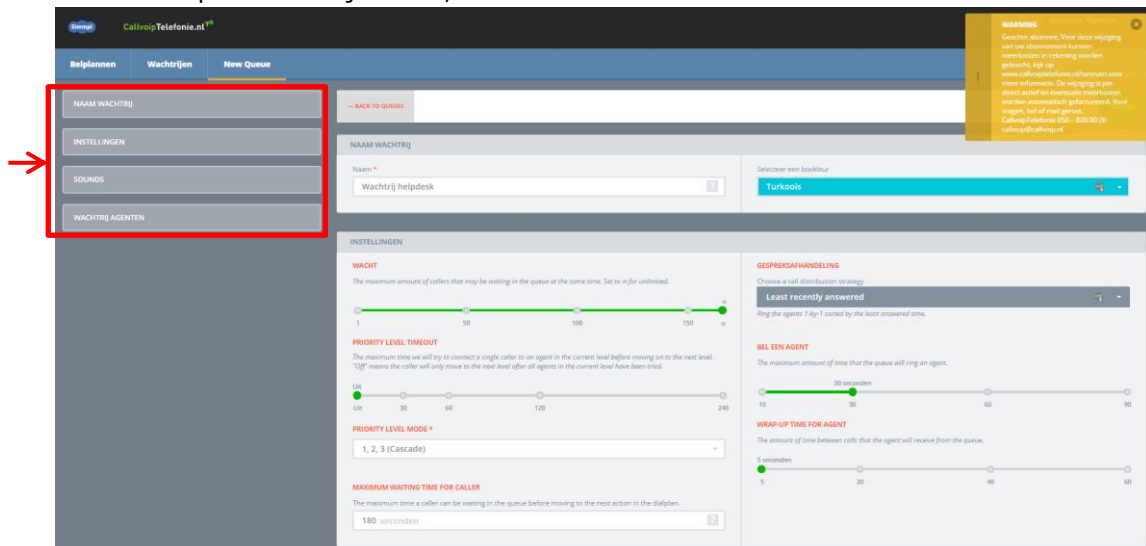 simmpl CallvoipTelefonie.nl
WARNING
Geachte abonnee, Voor deze wijziging
van uw abonnement kunnen
meerkosten in rekening worden
gebracht, kijk op
www.callvoiptelefonie.nl/tarieven voor
meer informatie. De wijziging is per
direct actief en eventuele meerkosten
worden automatisch gefactureerd. Voor
vragen, bel of mail gerust.
CallvoipTelefonie 050 - 820 00 00
callvoip@callvoip.nl
Belplannen Wachtrijen New Queue
NAAM WACHTRIJ
INSTELLINGEN
SOUNDS
WACHTRIJ AGENTEN
BACK TO QUEUES
NAAM WACHTRIJ
Naam *
Wachtrij helpdesk
Selecteer een boxkleur
Turkoois
INSTELLINGEN
WACHT
The maximum amount of callers that may be waiting in the queue at the same time. Set to ∞ for unlimited.
∞
1 50 100 150 ∞
PRIORITY LEVEL TIMEOUT
The maximum time we will try to connect a single caller to an agent in the current level before moving on to the next level.
"Off" means the caller will only move to the next level after all agents in the current level have been tried.
Uit
Uit 30 60 120 240
PRIORITY LEVEL MODE *
1, 2, 3 (Cascade)
MAXIMUM WAITING TIME FOR CALLER
The maximum time a caller can be waiting in the queue before moving to the next action in the dialplan.
180 seconden
GESPREKSAFHANDELING
Choose a call distribution strategy
Least recently answered
Ring the agents 1-by-1 sorted by the least answered time.
BEL EEN AGENT
The maximum amount of time that the queue will ring an agent.
30 seconden
10 30 60 90
WRAP-UP TIME FOR AGENT
The amount of time between calls that the agent will receive from the queue.
5 seconden
5 20 40 60